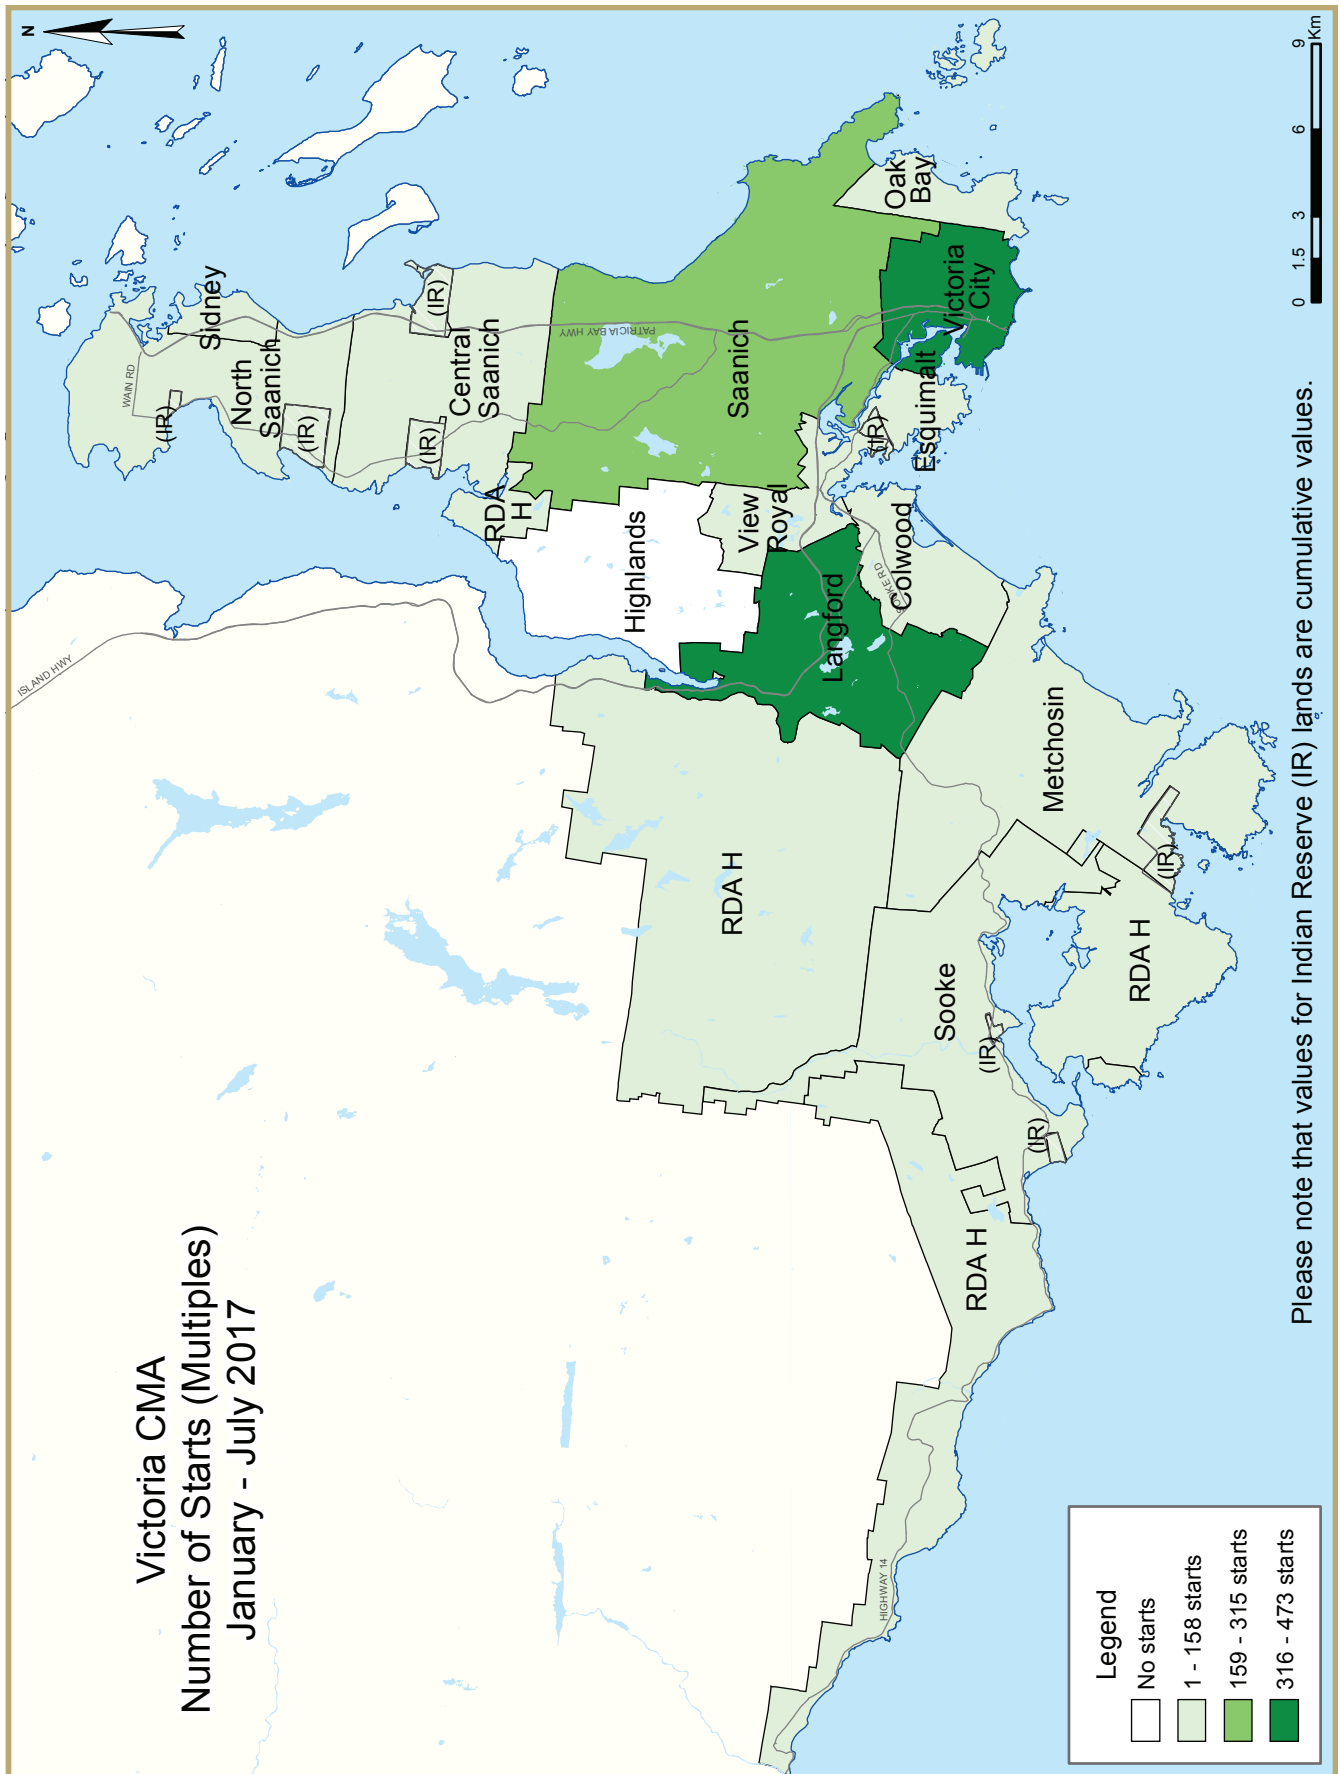 Victoria CMA
Number of Starts (Multiples)
January - July 2017
N
ISLAND HWY
WAIN RD
(IR)
North
Saanich
Sidney
(IR)
(IR)
(IR)
Central
Saanich
PATRICIA BAY HWY
RDA
H
Highlands
Saanich
View
Royal
Oak
Bay
Victoria
City
Esquimalt
(IR)
Langford
Colwood
SOOKE RD
Metchosin
RDA H
Sooke
(IR)
(IR)
(IR)
RDA H
RDA H
HIGHWAY 14
Legend
No starts
1 - 158 starts
159 - 315 starts
316 - 473 starts
0 1.5 3 6 9
Km
Please note that values for Indian Reserve (IR) lands are cumulative values.